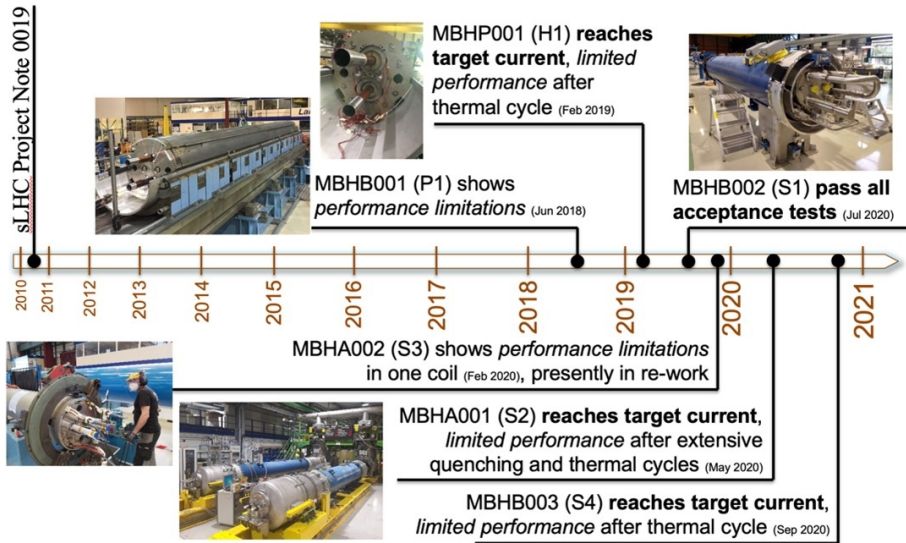 sLHC Project Note 0019
MBHP001 (H1) reaches
target current, limited
performance after
thermal cycle (Feb 2019)
MBHB001 (P1) shows
performance limitations (Jun 2018)
MBHB002 (S1) pass all
acceptance tests (Jul 2020)
2010
2011
2012
2013
2014
2015
2016
2017
2018
2019
2020
2021
MBHA002 (S3) shows performance limitations
in one coil (Feb 2020), presently in re-work
MBHA001 (S2) reaches target current,
limited performance after extensive
quenching and thermal cycles (May 2020)
MBHB003 (S4) reaches target current,
limited performance after thermal cycle (Sep 2020)